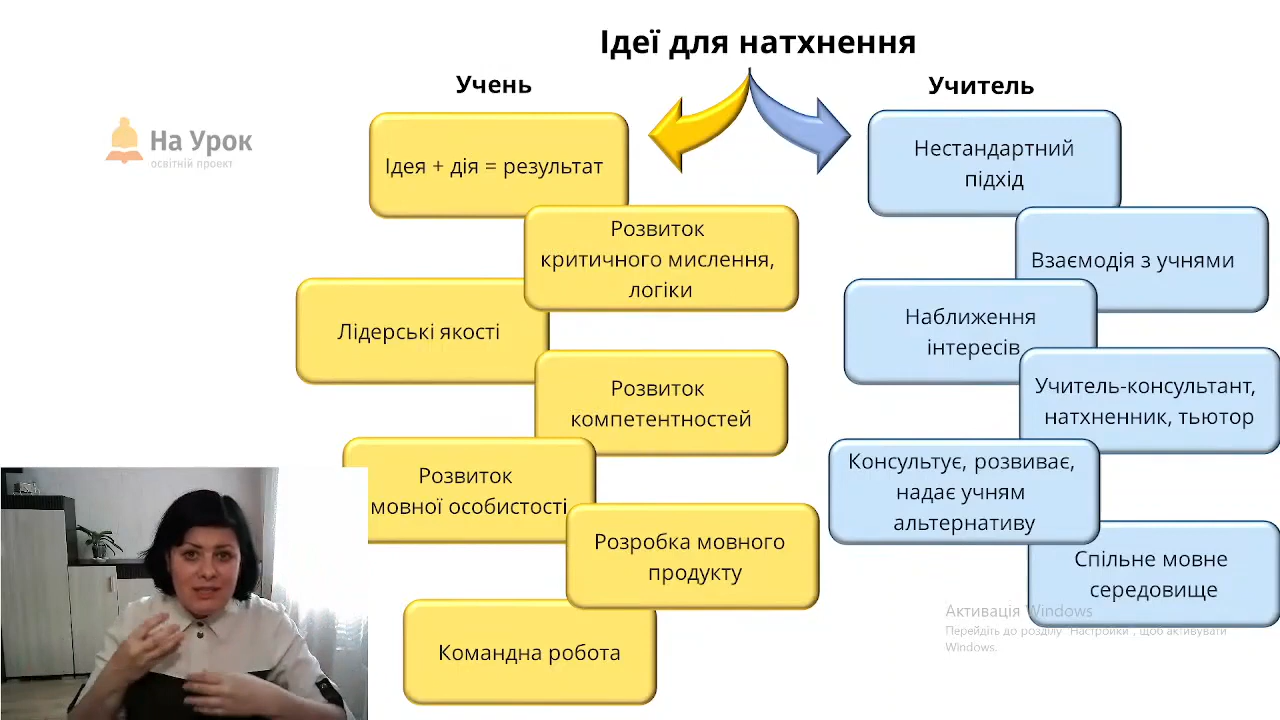 Ідеї для натхнення
Учень
Учитель
На Урок
освітній проект
Ідея + дія = результат
Розвиток
критичного мислення,
логіки
Лідерські якості
Розвиток
компетентностей
Розвиток
мовної особистості
Розробка мовного
продукту
Командна робота
Нестандартний
підхід
Взаємодія з учнями
Наближення
інтересів
Учитель-консультант,
натхненник, тьютор
Консультує, розвиває,
надає учням
альтернативу
Спільне мовне
середовище
Активація Windows
Перейдіть до розділу "Настройки", щоб активувати
Windows.